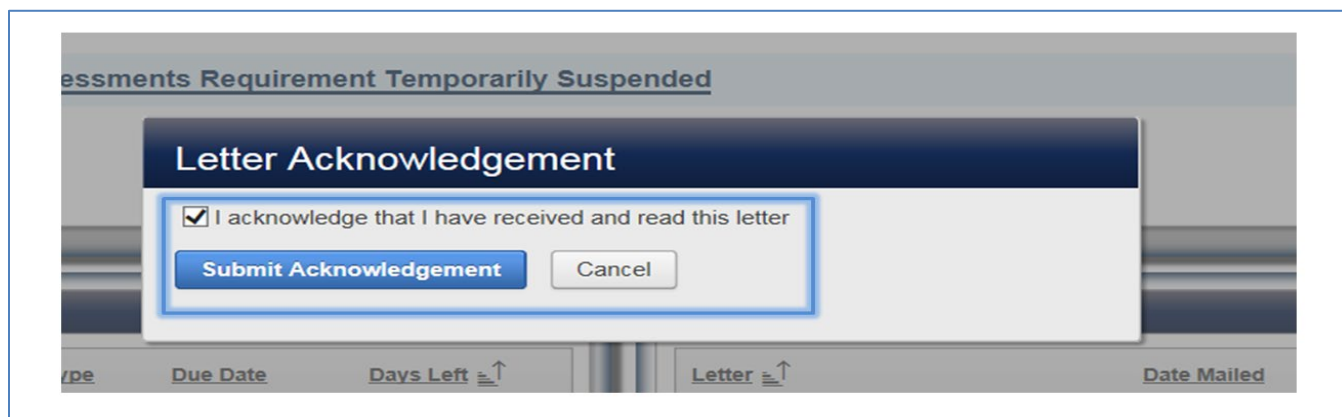 essments Requirement Temporarily Suspended
Letter Acknowledgement
I acknowledge that I have received and read this letter
Submit Acknowledgement Cancel
ype Due Date Days Left Letter Date Mailed